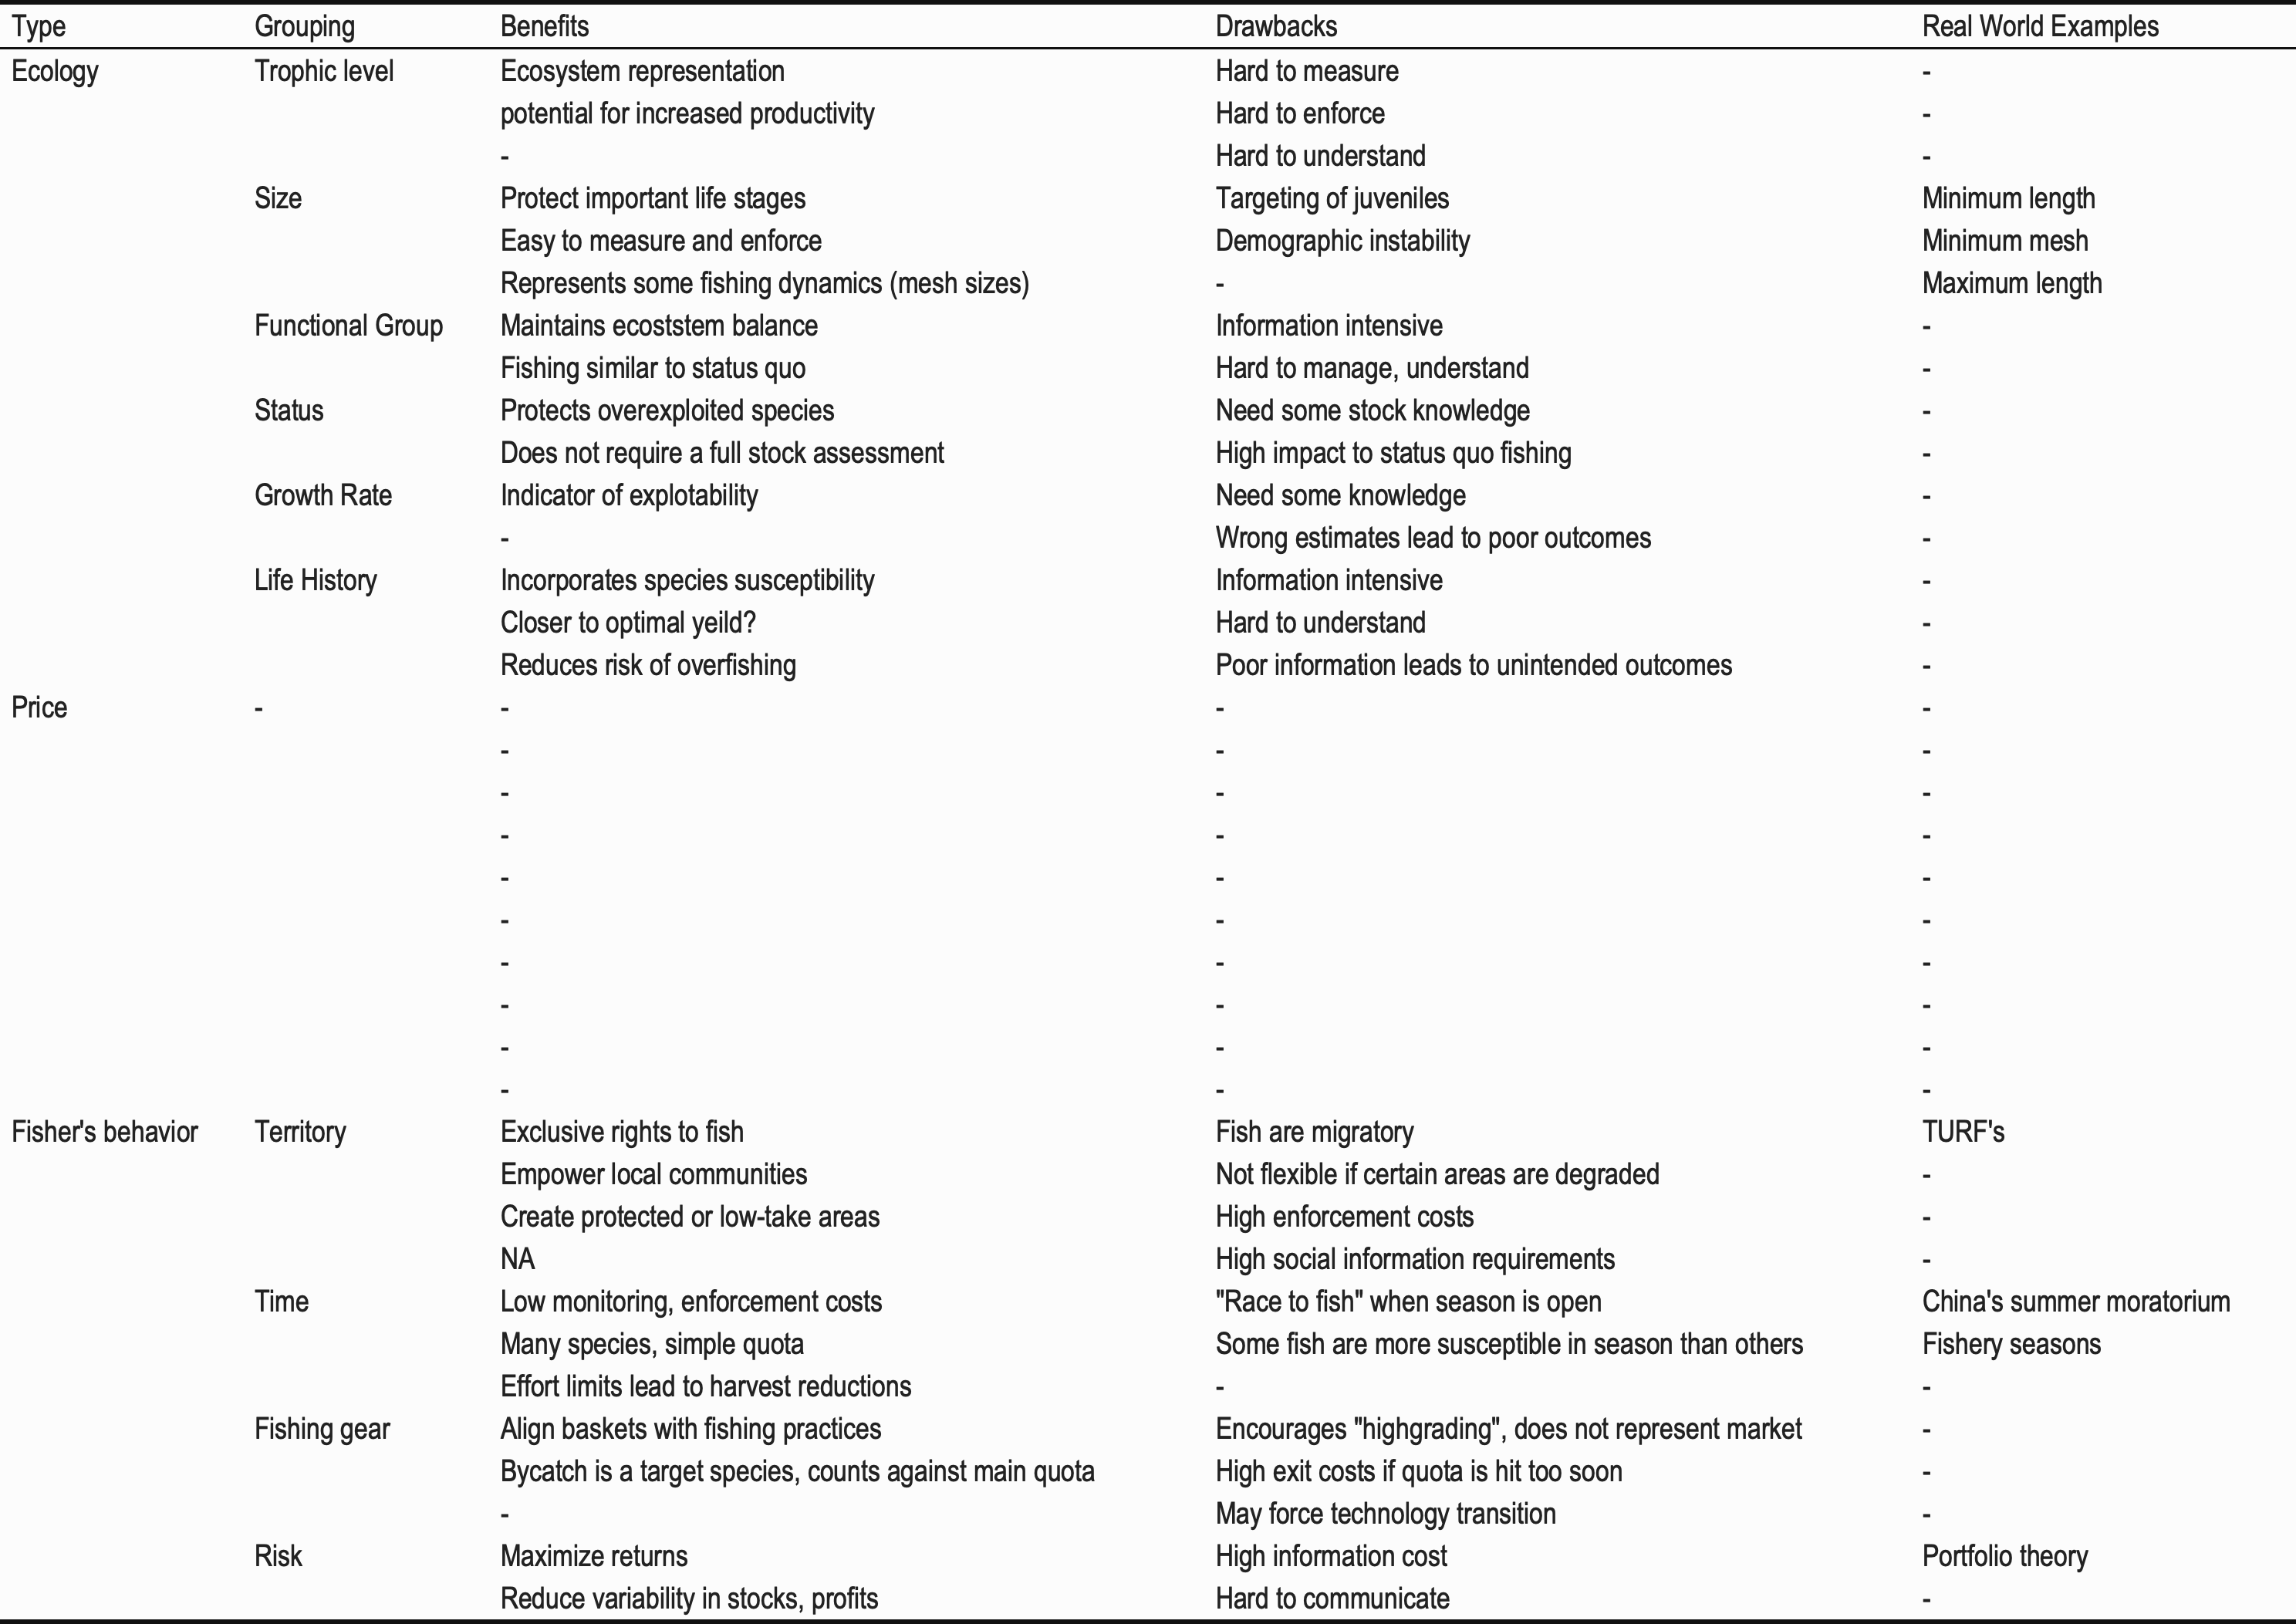 Type Grouping Benefits Drawbacks Real World Examples
Ecology Trophic level Ecosystem representation Hard to measure -
potential for increased productivity Hard to enforce -
- Hard to understand -
Size Protect important life stages Targeting of juveniles Minimum length
Easy to measure and enforce Demographic instability Minimum mesh
Represents some fishing dynamics (mesh sizes) - Maximum length
Functional Group Maintains ecoststem balance Information intensive -
Fishing similar to status quo Hard to manage, understand -
Status Protects overexploited species Need some stock knowledge -
Does not require a full stock assessment High impact to status quo fishing -
Growth Rate Indicator of explotability Need some knowledge -
- Wrong estimates lead to poor outcomes -
Life History Incorporates species susceptibility Information intensive -
Closer to optimal yeild? Hard to understand -
Reduces risk of overfishing Poor information leads to unintended outcomes -
Price - - - -
- - -
- - -
- - -
- - -
- - -
- - -
- - -
- - -
- - -
Fisher's behavior Territory Exclusive rights to fish Fish are migratory TURF's
Empower local communities Not flexible if certain areas are degraded -
Create protected or low-take areas High enforcement costs -
NA High social information requirements -
Time Low monitoring, enforcement costs "Race to fish" when season is open China's summer moratorium
Many species, simple quota Some fish are more susceptible in season than others Fishery seasons
Effort limits lead to harvest reductions - -
Fishing gear Align baskets with fishing practices Encourages "highgrading", does not represent market -
Bycatch is a target species, counts against main quota High exit costs if quota is hit too soon -
- May force technology transition -
Risk Maximize returns High information cost Portfolio theory
Reduce variability in stocks, profits Hard to communicate -